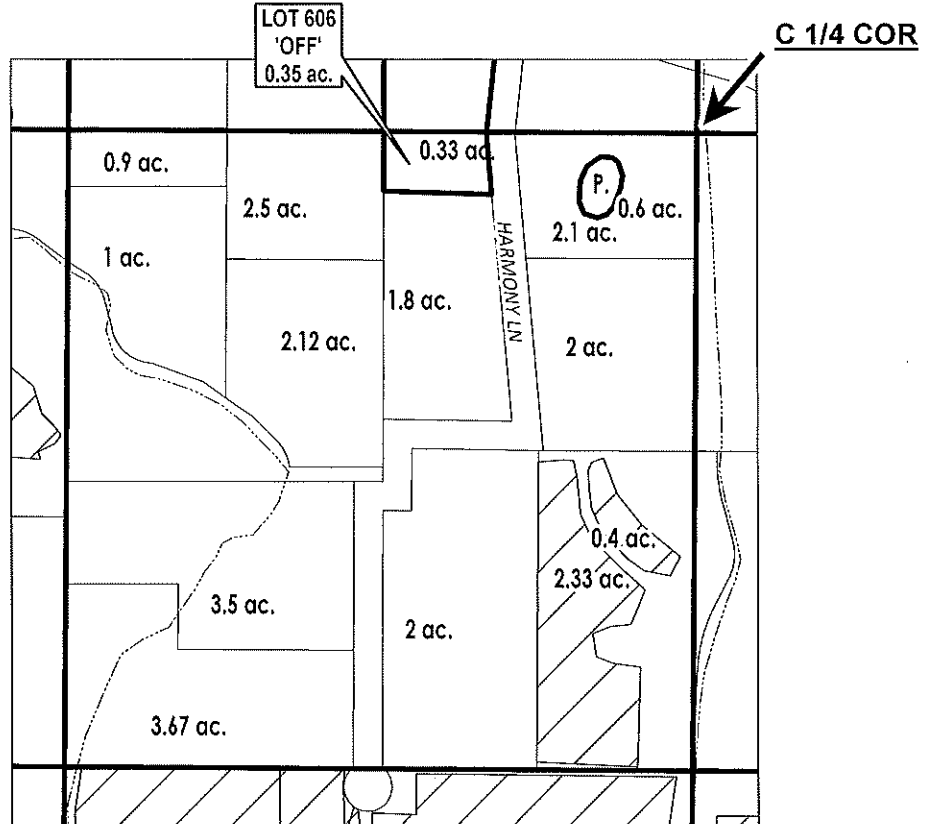 LOT 606
'OFF'
0.35 ac.
C 1/4 COR
0.9 ac.
0.33 ac.
P.
0.6 ac.
2.5 ac.
2.1 ac.
1 ac.
HARMONY LN
1.8 ac.
2.12 ac.
2 ac.
0.4 ac.
2.33 ac.
3.5 ac.
2 ac.
3.67 ac.